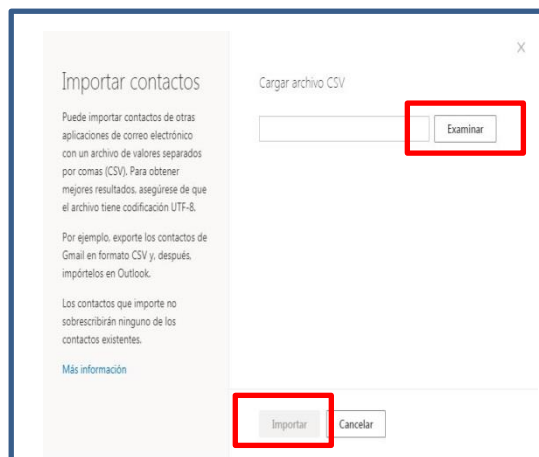 Importar contactos
Puede importar contactos de otras
aplicaciones de correo electrónico
con un archivo de valores separados
por comas (CSV). Para obtener
mejores resultados, asegúrese de que
el archivo tiene codificación UTF-8.
Por ejemplo, exporte los contactos de
Gmail en formato CSV y, después,
impórtelos en Outlook.
Los contactos que importe no
sobrescribirán ninguno de los
contactos existentes.
Más información
Cargar archivo CSV
Examinar
Importar Cancelar